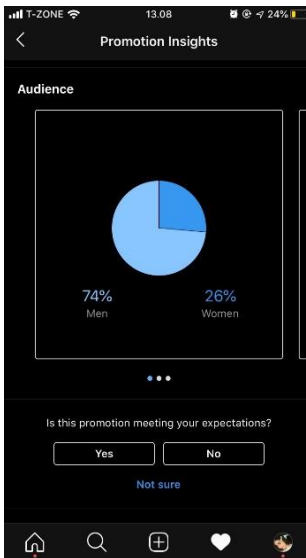 T-ZONE 13.08 24%
Promotion Insights
Audience
74% 26%
Men Women
Is this promotion meeting your expectations?
Yes No
Not sure